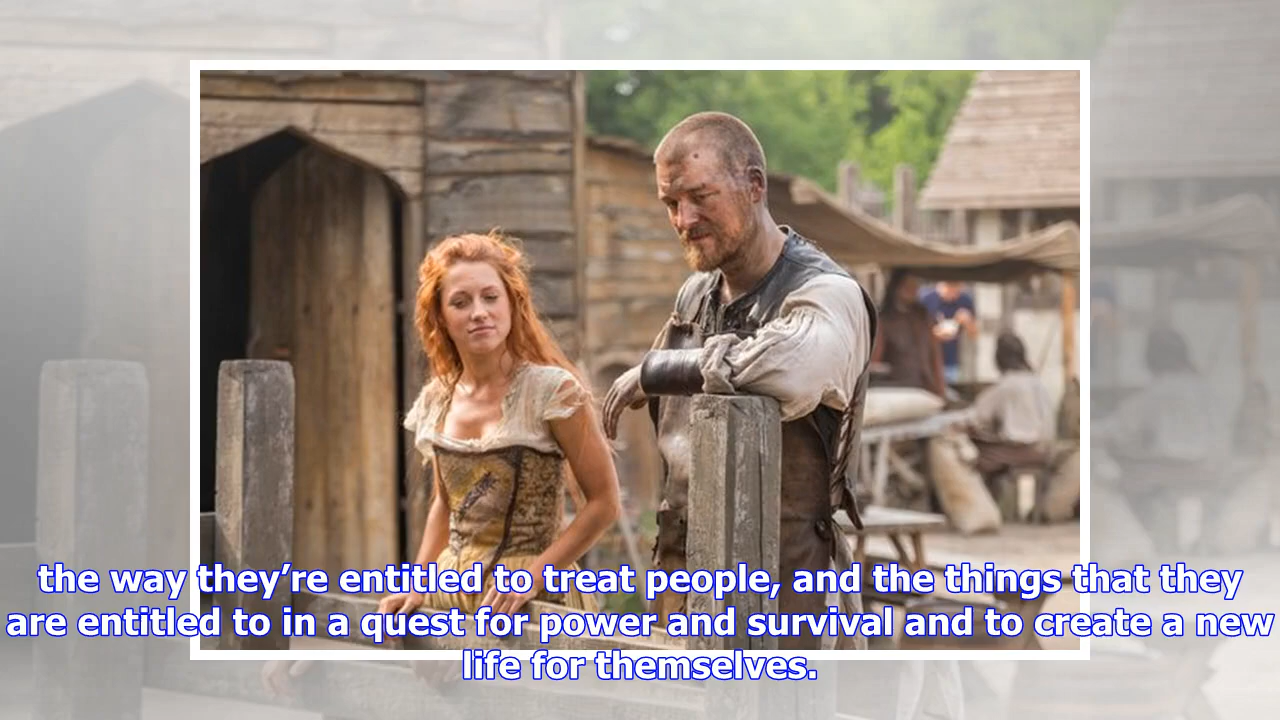 the way they’re entitled to treat people, and the things that they
are entitled to in a quest for power and survival and to create a new
life for themselves.